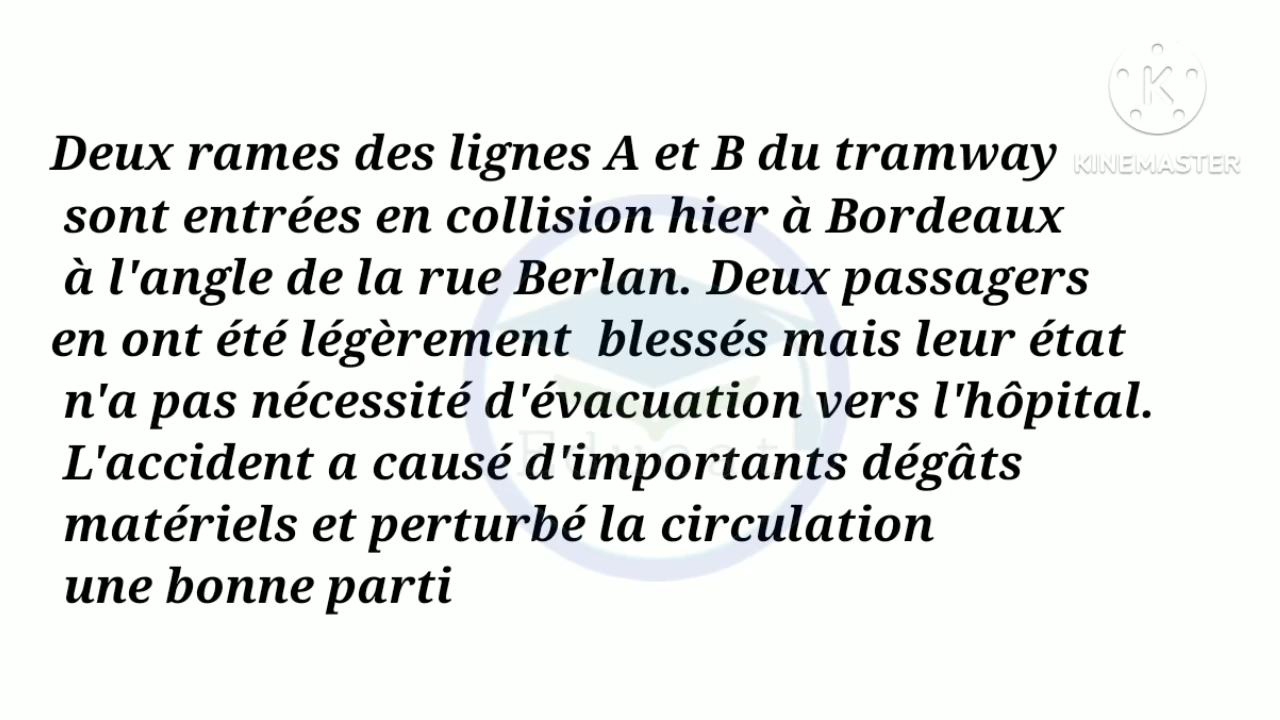 KINEMASTER
Deux rames des lignes A et B du tramway
sont entrées en collision hier à Bordeaux
à l'angle de la rue Berlan. Deux passagers
en ont été légèrement blessés mais leur état
n'a pas nécessité d'évacuation vers l'hôpital.
L'accident a causé d'importants dégâts
matériels et perturbé la circulation
une bonne parti